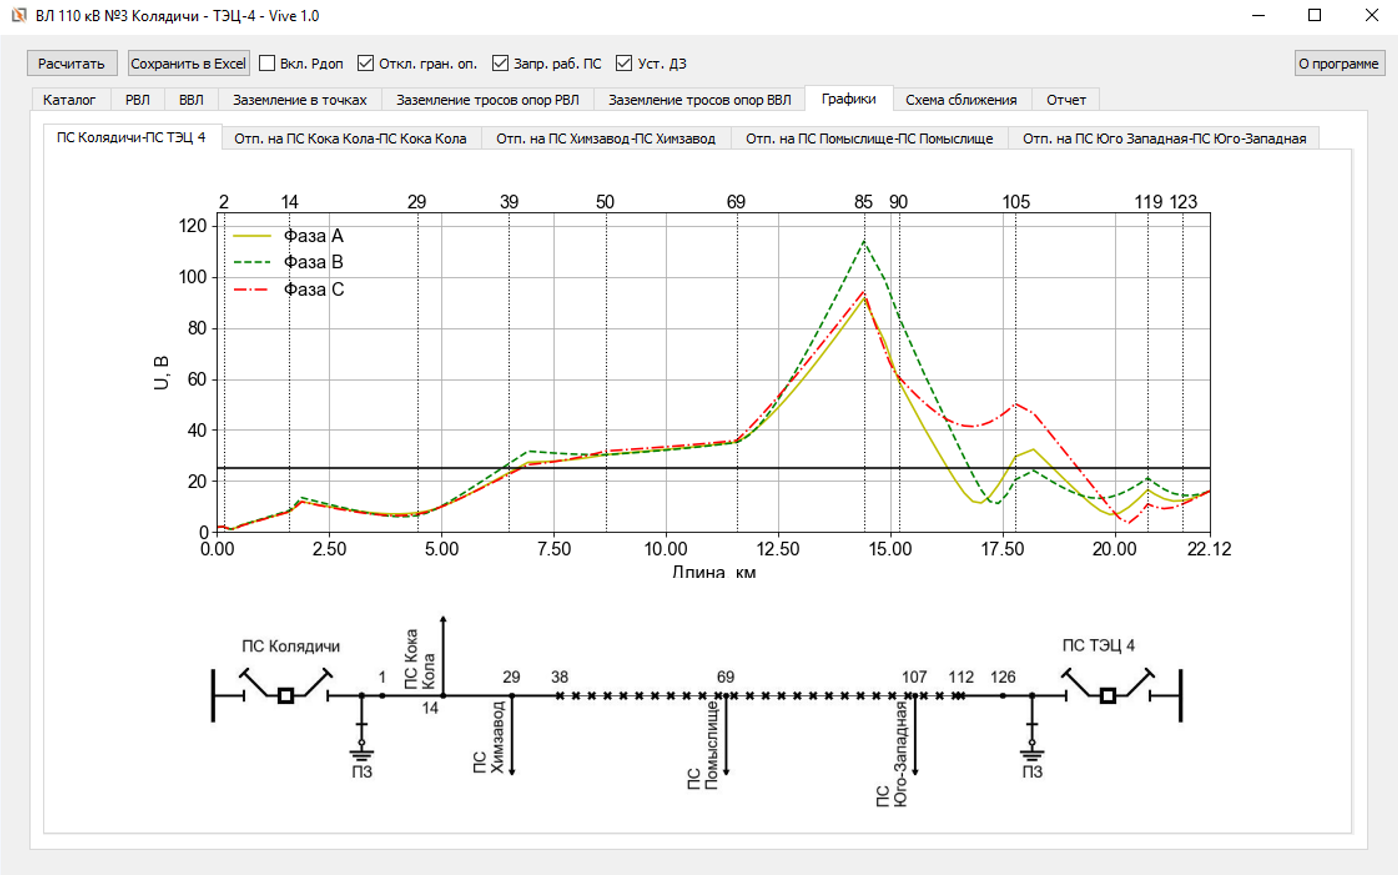 ВЛ 110 кВ №3 Колядичи - ТЭЦ-4 - Vive 1.0
Расчитать Сохранить в Excel Вкл. Рдоп Откл. гран. оп. Запр. раб. ПС Уст. ДЗ О программе
Каталог РВЛ ВВЛ Заземление в точках Заземление тросов опор РВЛ Заземление тросов опор ВВЛ Графики Схема сближения Отчет
ПС Колядичи-ПС ТЭЦ 4 Отп. на ПС Кока Кола-ПС Кока Кола Отп. на ПС Химзавод-ПС Химзавод Отп. на ПС Помыслище-ПС Помыслище Отп. на ПС Юго Западная-ПС Юго-Западная
2 14 29 39 50 69 85 90 105 119 123
120
100
80
60
40
20
0
U, В
Фаза А
Фаза В
Фаза С
0.00 2.50 5.00 7.50 10.00 12.50 15.00 17.50 20.00 22.12
Длина, км
ПС Колядичи
ПС Кока
Кола
ПС ТЭЦ 4
1 14 29 38 69 107 112 126
ПС
Химзавод
ПС
Помыслище
ПС
Юго-Западная
ПЗ ПЗ